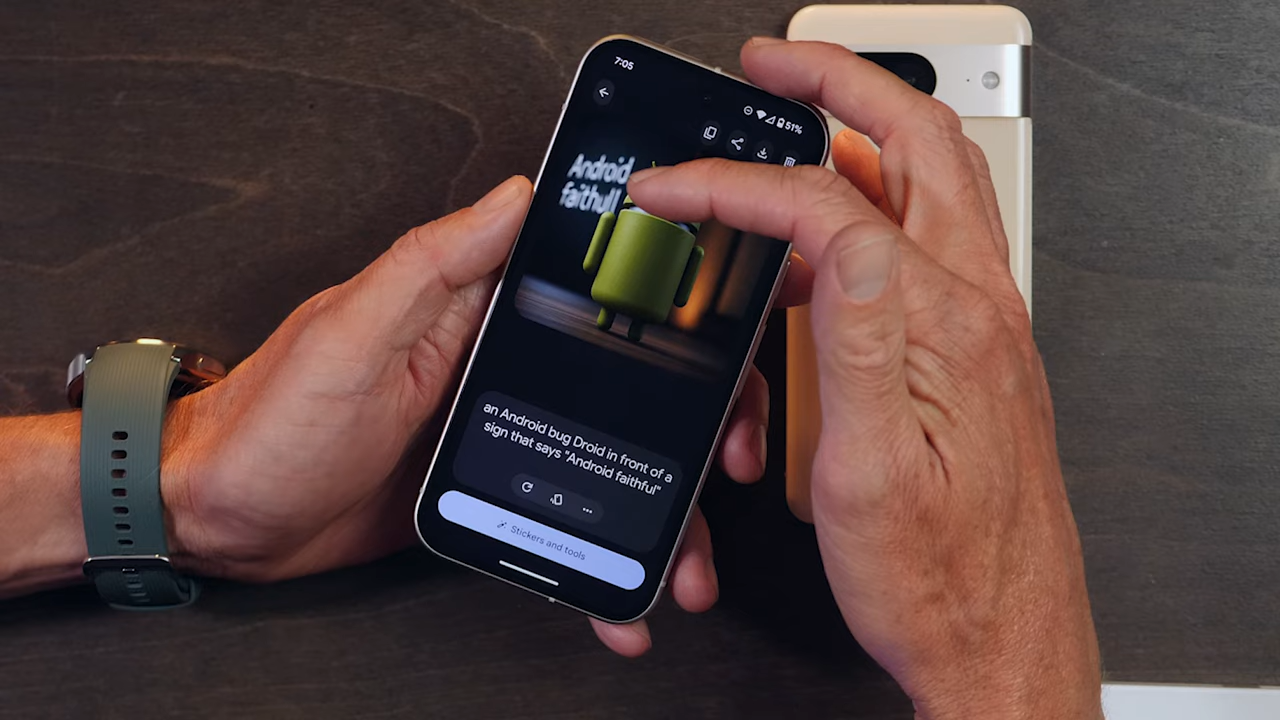 7:05
51%
Android
faithull
an Android bug Droid in front of a
sign that says "Android faithful"
Stickers and tools